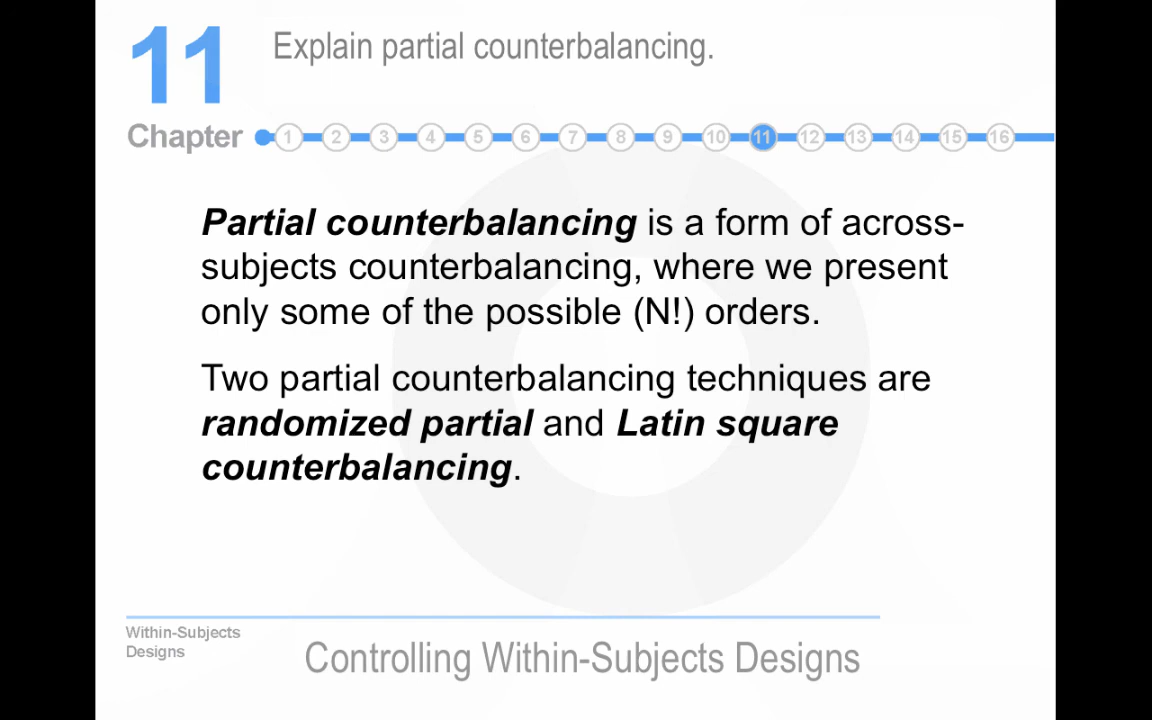 11
Explain partial counterbalancing.
Chapter
1 2 3 4 5 6 7 8 9 10 11 12 13 14 15 16
Partial counterbalancing is a form of across-
subjects counterbalancing, where we present
only some of the possible (N!) orders.
Two partial counterbalancing techniques are
randomized partial and Latin square
counterbalancing.
Within-Subjects
Designs
Controlling Within-Subjects Designs